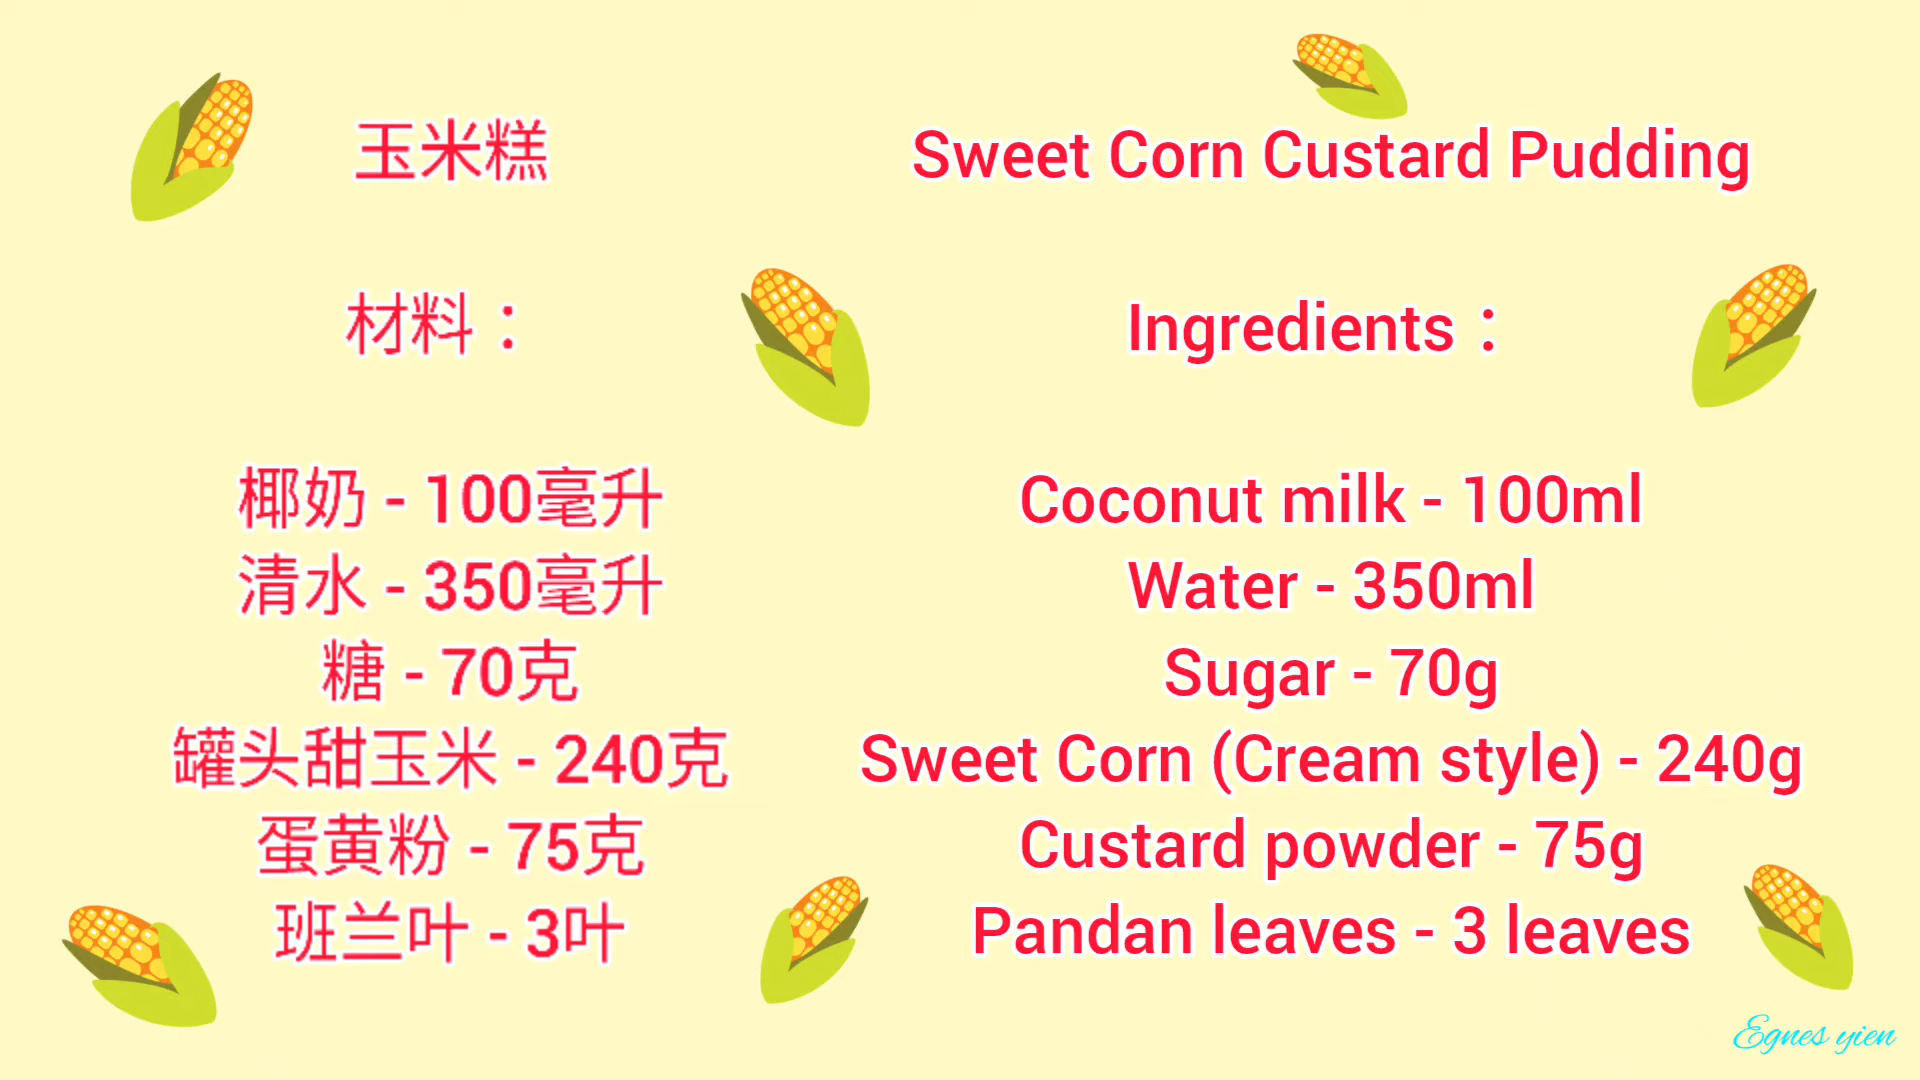 玉米糕
材料：
椰奶 - 100毫升
清水 - 350毫升
糖 - 70克
罐头甜玉米 - 240克
蛋黄粉 - 75克
班兰叶 - 3叶
Sweet Corn Custard Pudding
Ingredients：
Coconut milk - 100ml
Water - 350ml
Sugar - 70g
Sweet Corn (Cream style) - 240g
Custard powder - 75g
Pandan leaves - 3 leaves
Egnes yien